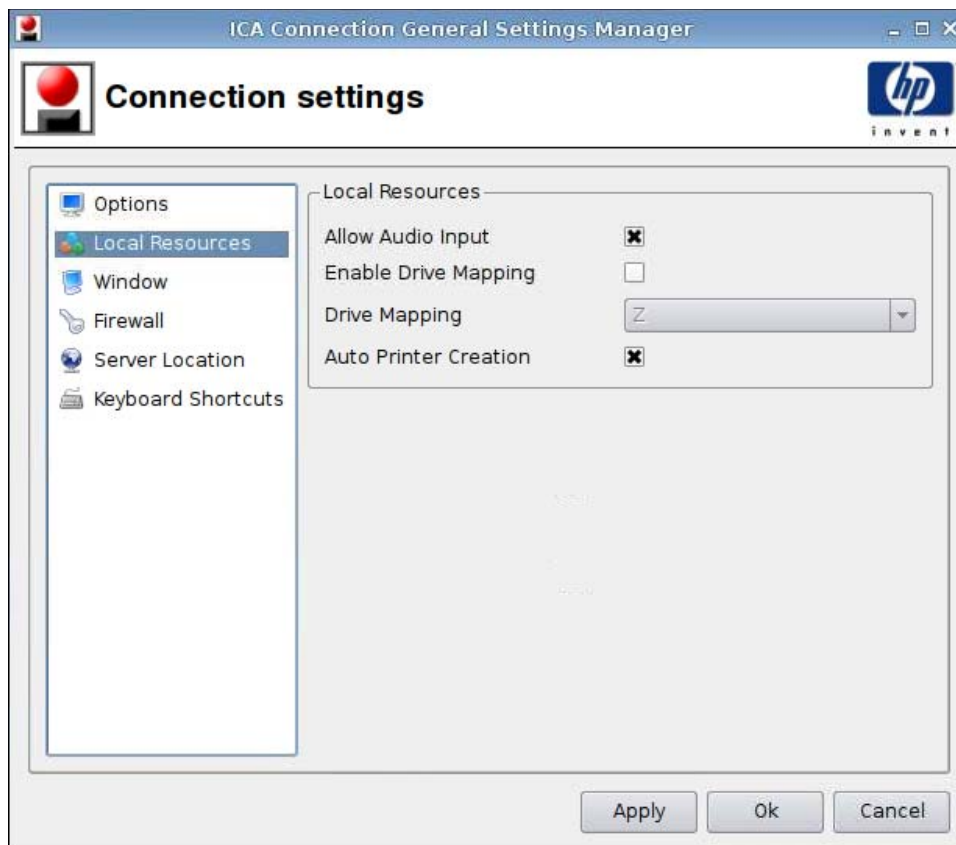 ICA Connection General Settings Manager
Connection settings
hp
invent
Options
Local Resources
Window
Firewall
Server Location
Keyboard Shortcuts
Local Resources
Allow Audio Input
Enable Drive Mapping
Drive Mapping
Z
Auto Printer Creation
Apply
Ok
Cancel